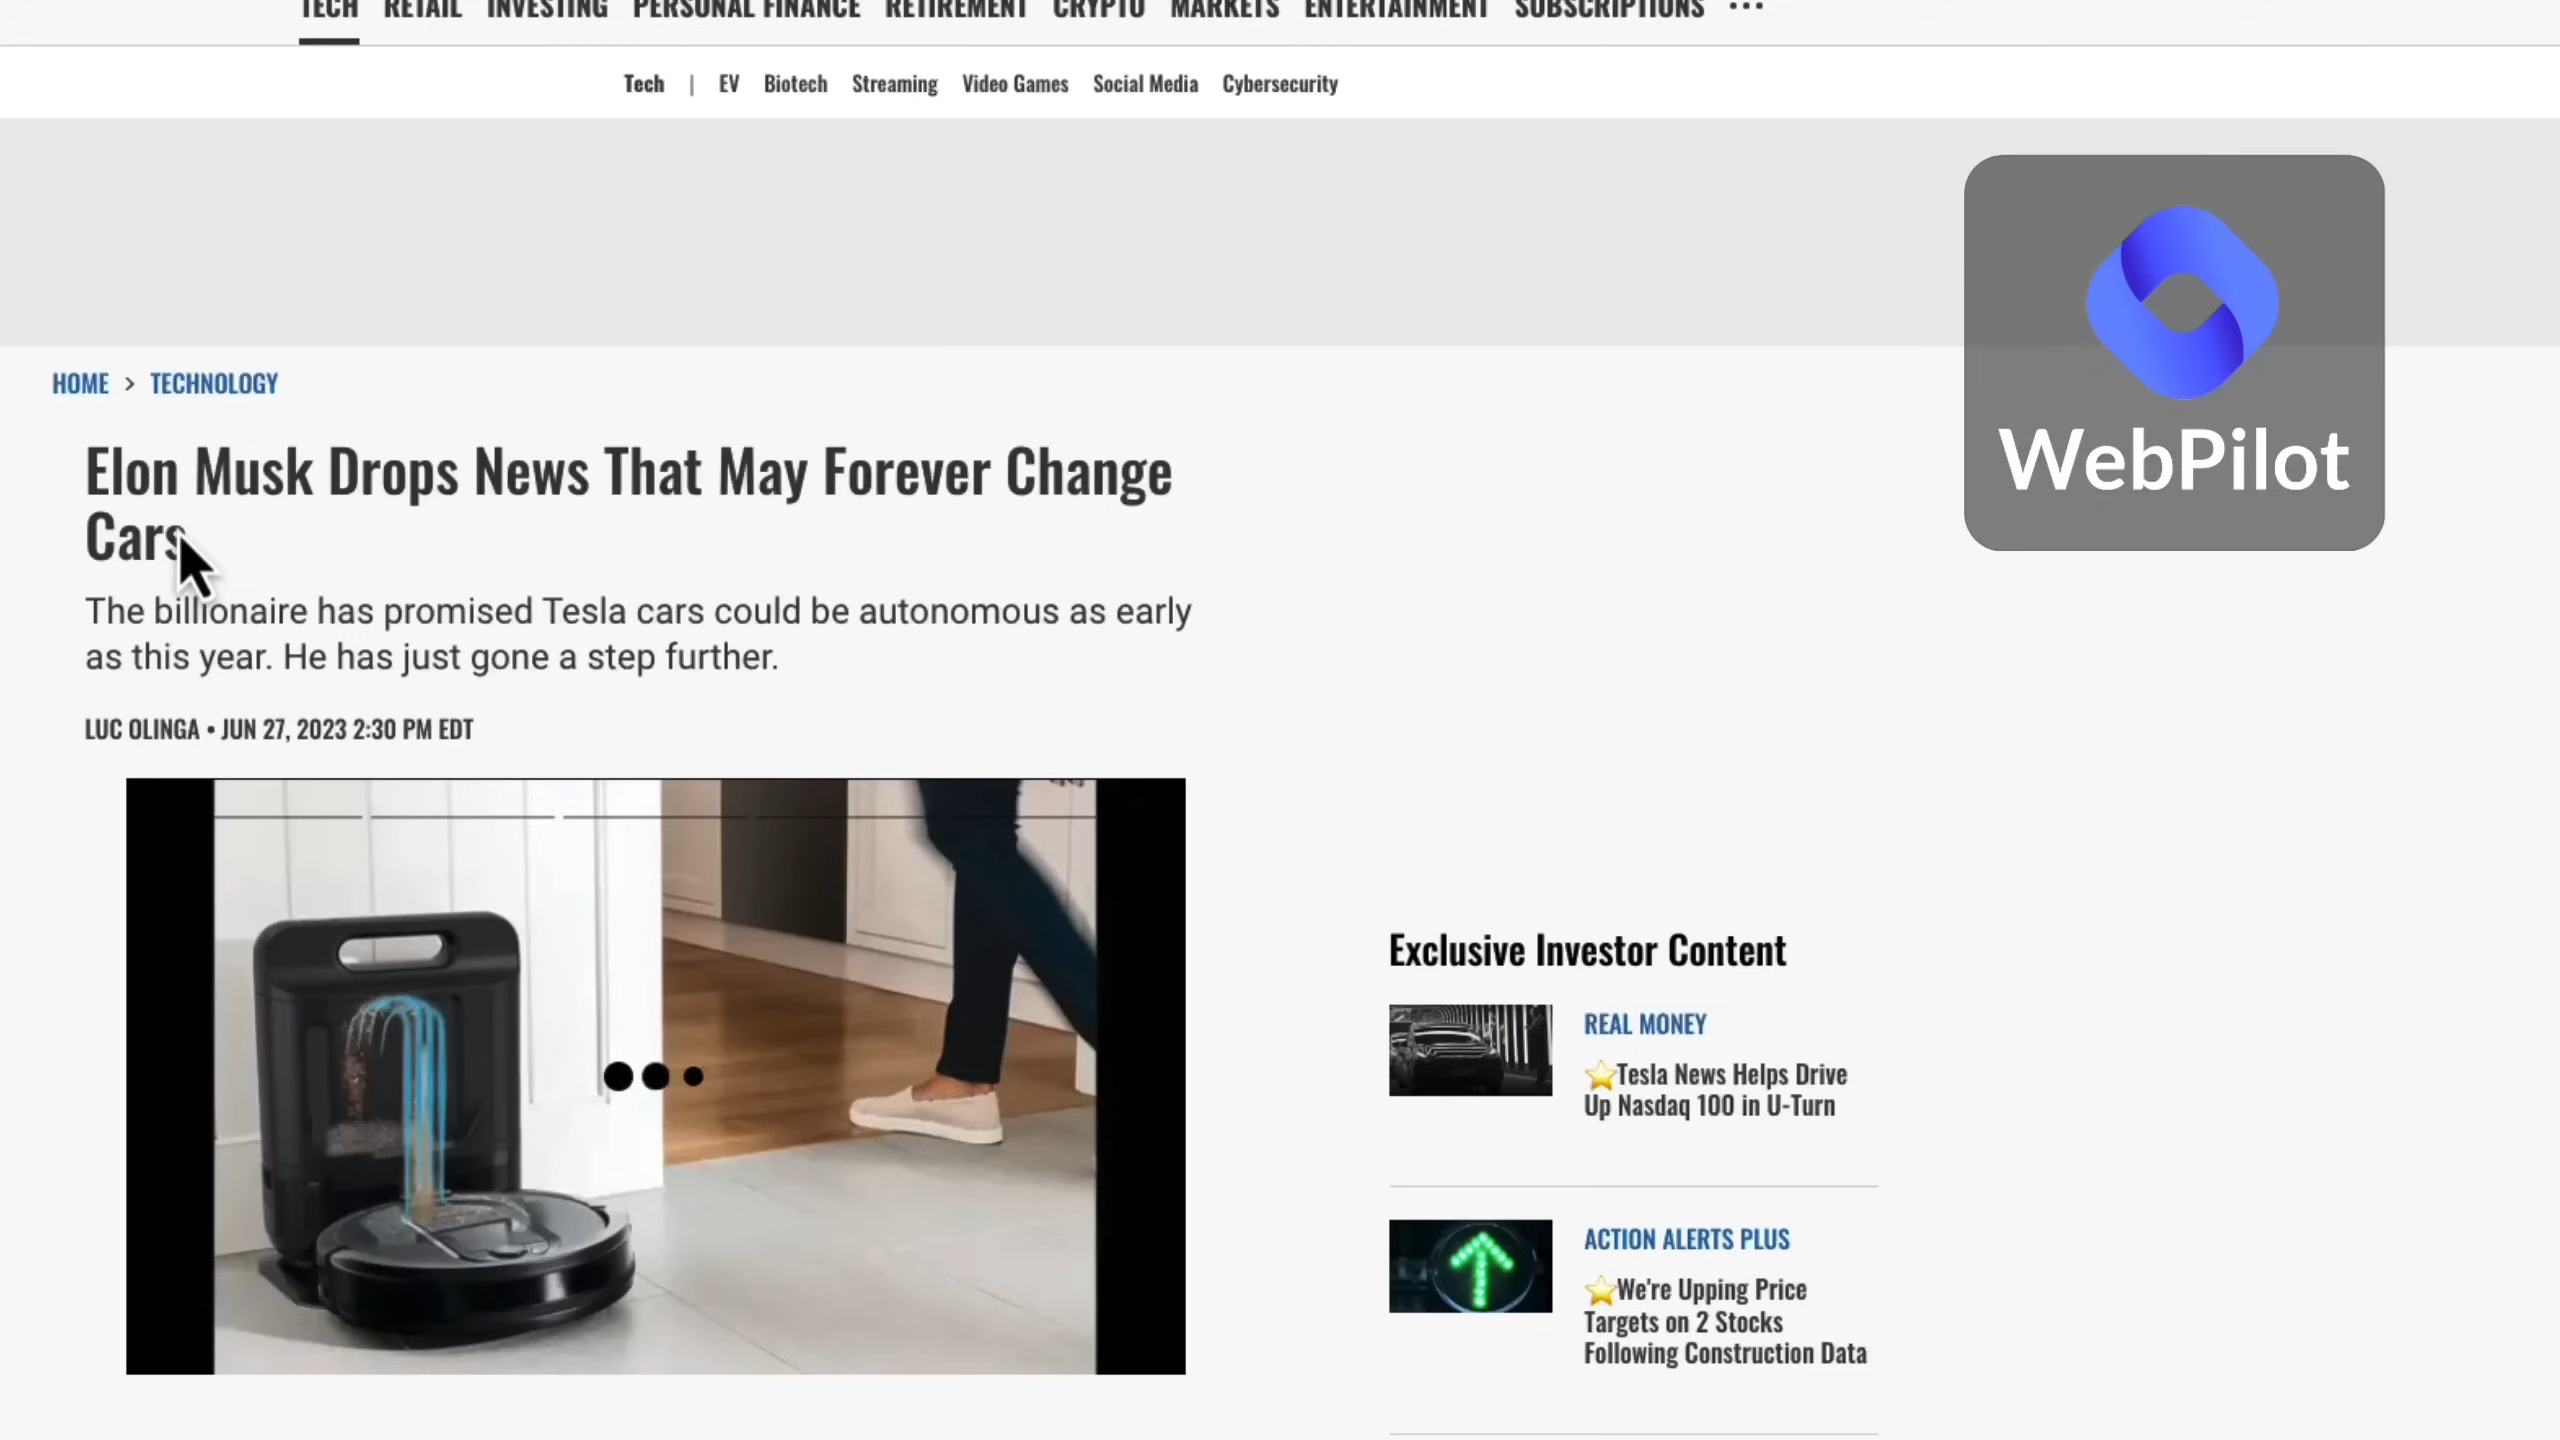 TECH RETAIL INVESTING PERSONAL FINANCE RETIREMENT CRYPTO MARKETS ENTERTAINMENT SUBSCRIPTIONS ...
Tech | EV Biotech Streaming Video Games Social Media Cybersecurity
WebPilot
HOME > TECHNOLOGY
Elon Musk Drops News That May Forever Change
Cars
The billionaire has promised Tesla cars could be autonomous as early
as this year. He has just gone a step further.
LUC OLINGA • JUN 27, 2023 2:30 PM EDT
Exclusive Investor Content
REAL MONEY
⭐Tesla News Helps Drive
Up Nasdaq 100 in U-Turn
ACTION ALERTS PLUS
⭐We're Upping Price
Targets on 2 Stocks
Following Construction Data